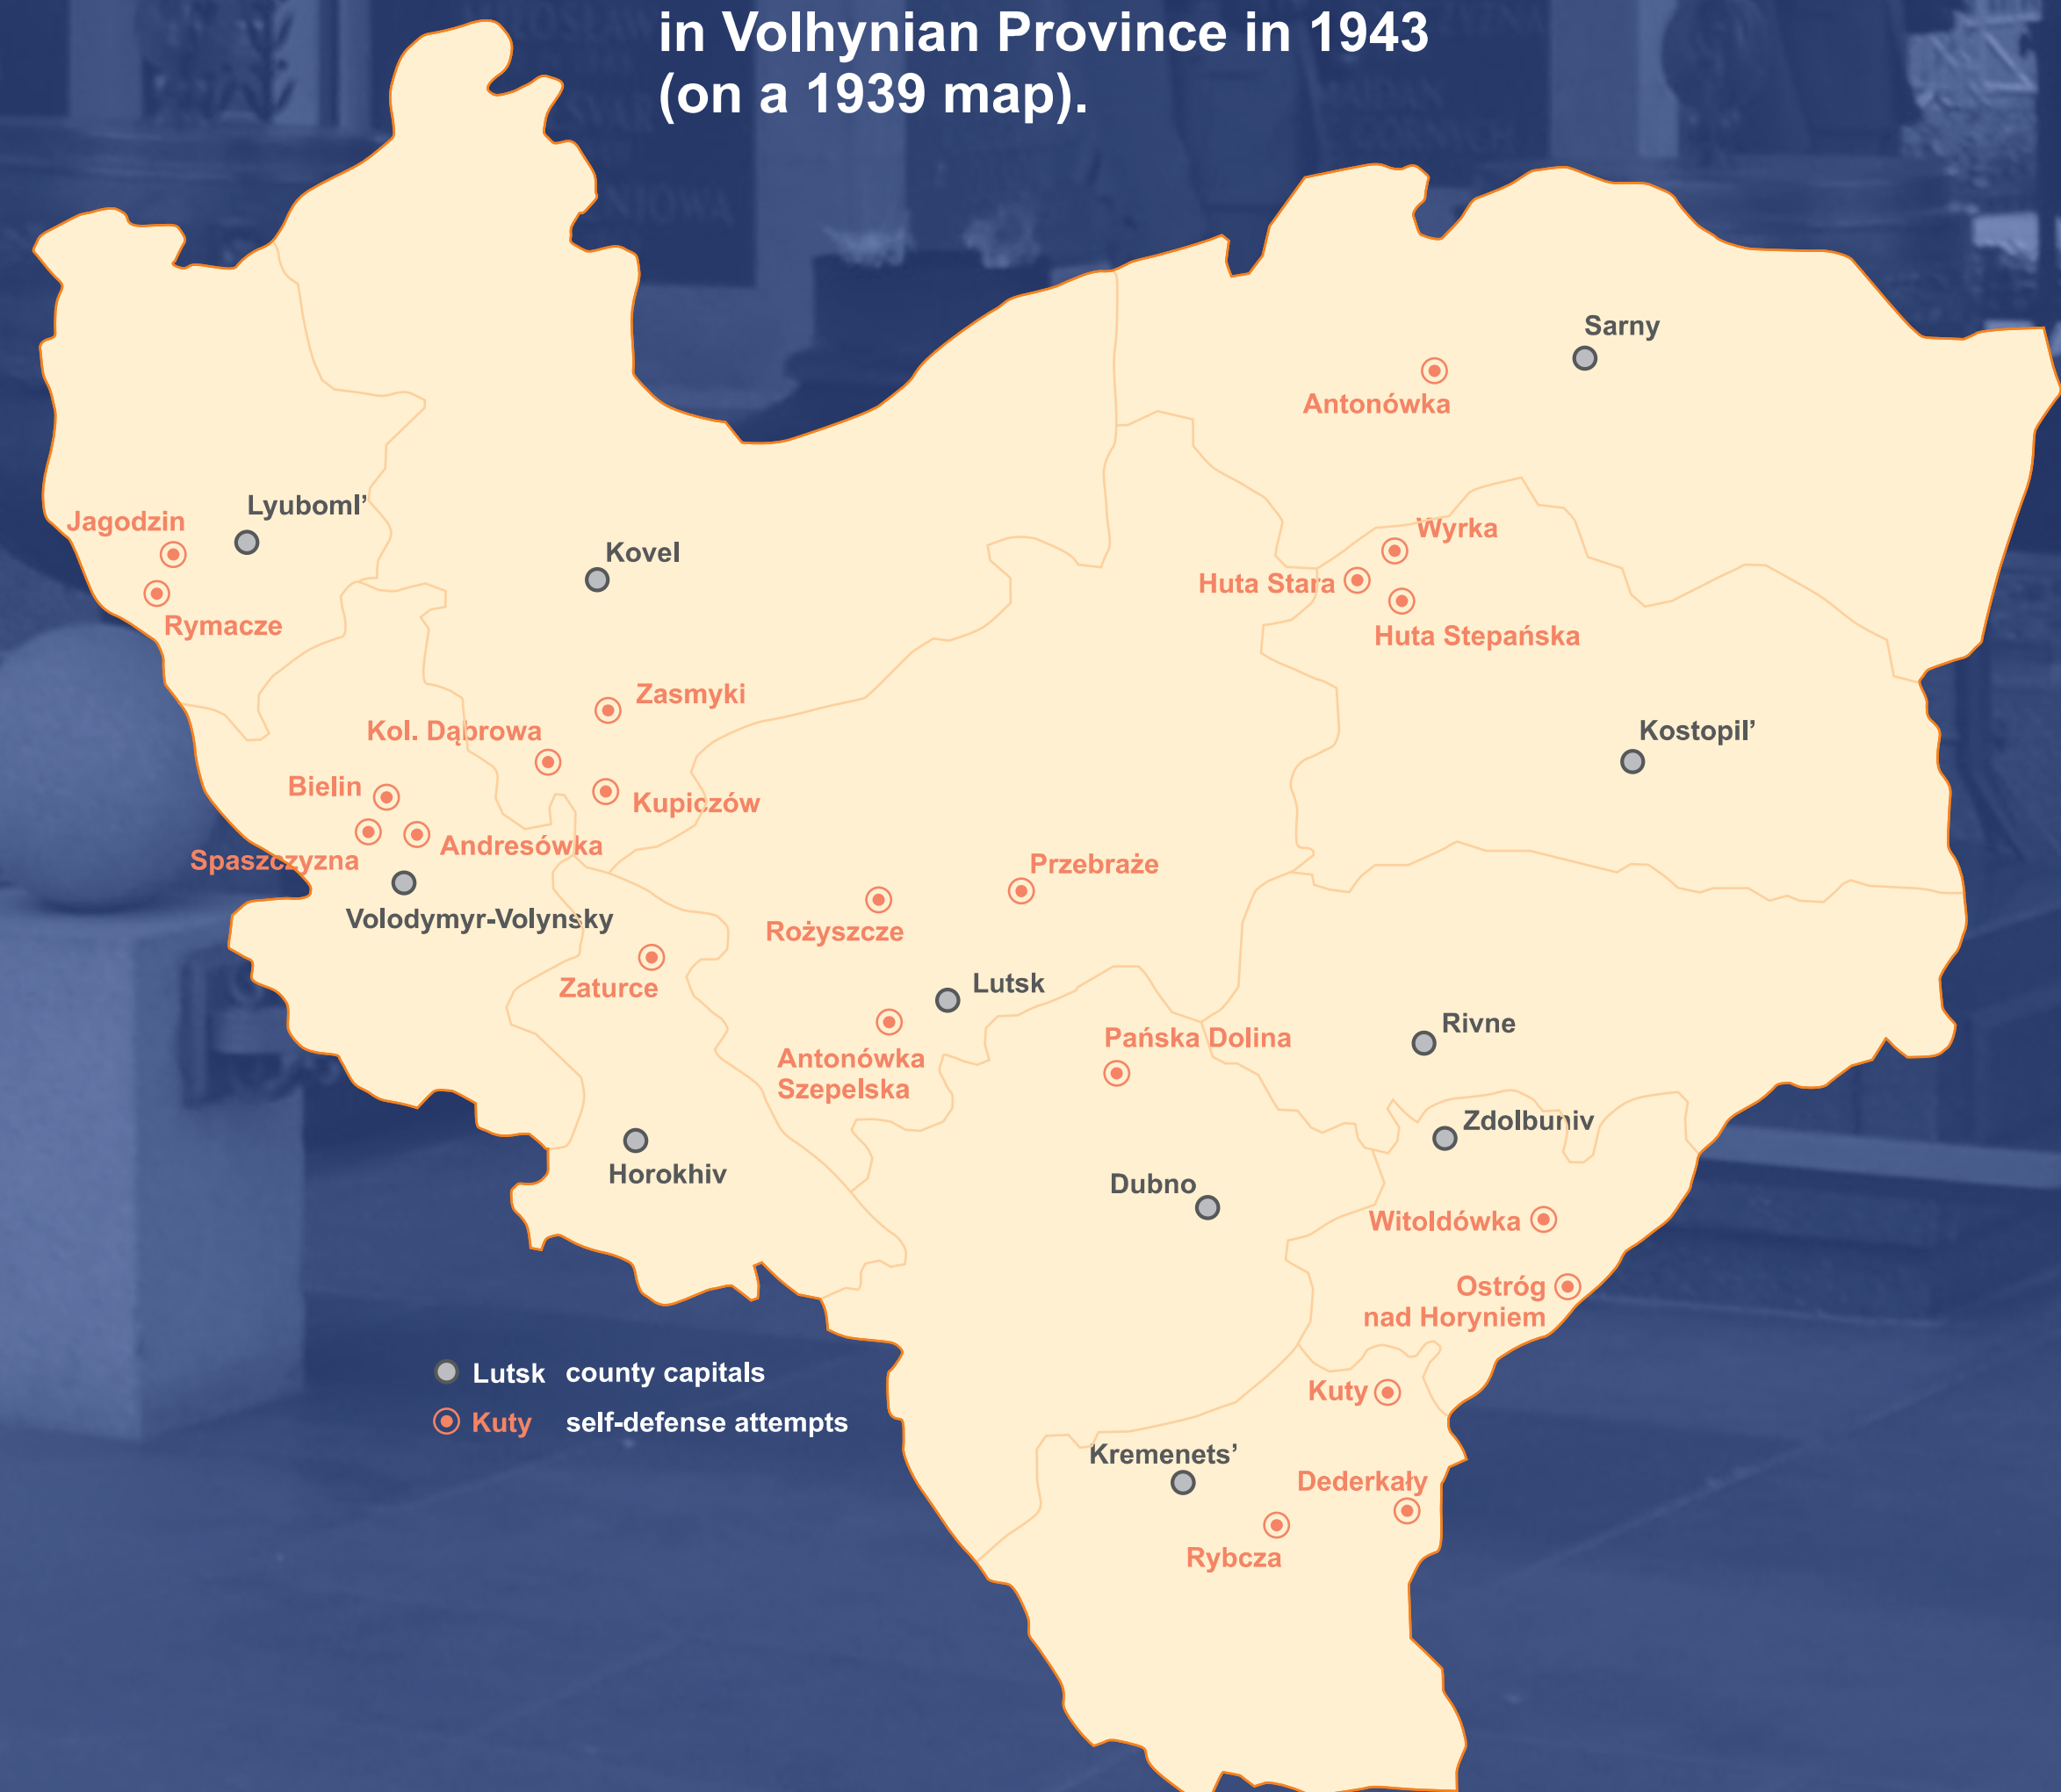 in Volhynian Province in 1943
(on a 1939 map).
Sarny
Antonówka
Lyuboml’
Jagodzin
Wyrka
Kovel
Huta Stara
Rymacze
Huta Stepańska
Zasmyki
Kol. Dąbrowa
Kostopil’
Bielin
Kupiczów
Andresówka
Spaszczyzna
Przebraże
Volodymyr-Volynsky
Rożyszcze
Zaturce
Lutsk
Rivne
Pańska Dolina
Antonówka
Szepelska
Zdolbuniv
Horokhiv
Dubno
Witoldówka
Ostróg
nad Horyniem
Lutsk county capitals
Kuty
Kuty self-defense attempts
Kremenets’
Dederkały
Rybcza